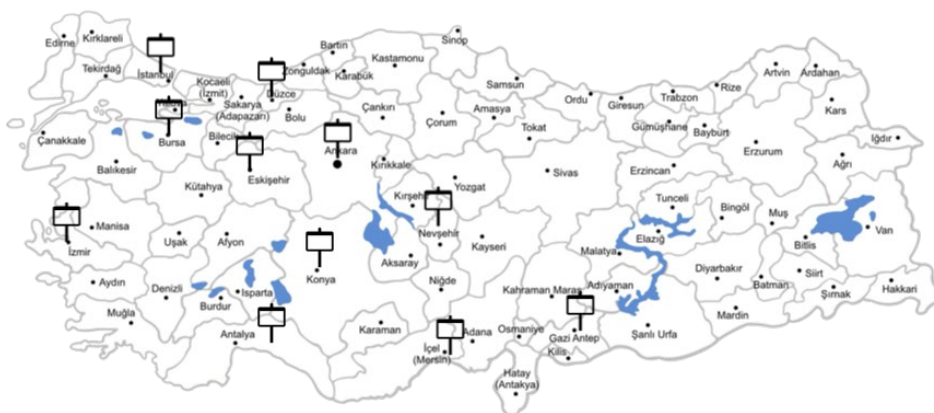 Edirne
Kırklareli
Tekirdağ
İstanbul
Kocaeli
(İzmit)
Sakarya
(Adapazarı)
Düzce
Zonguldak
Bartın
Karabük
Kastamonu
Sinop
Samsun
Ordu
Giresun
Trabzon
Rize
Artvin
Ardahan
Kars
Iğdır
Çanakkale
Bursa
Bilecik
Bolu
Çankırı
Çorum
Amasya
Tokat
Gümüşhane
Bayburt
Erzurum
Ağrı
Balıkesir
Kütahya
Eskişehir
Ankara
Kırıkkale
Yozgat
Sivas
Erzincan
Tunceli
Bingöl
Muş
Bitlis
Van
Manisa
İzmir
Uşak
Afyon
Konya
Kırşehir
Nevşehir
Aksaray
Kayseri
Malatya
Elazığ
Diyarbakır
Batman
Siirt
Şırnak
Hakkari
Aydın
Denizli
Burdur
Isparta
Niğde
Kahraman Maraş
Adıyaman
Mardin
Muğla
Antalya
Karaman
İçel
(Mersin)
Adana
Osmaniye
Gazi Antep
Kilis
Şanlı Urfa
Hatay
(Antakya)